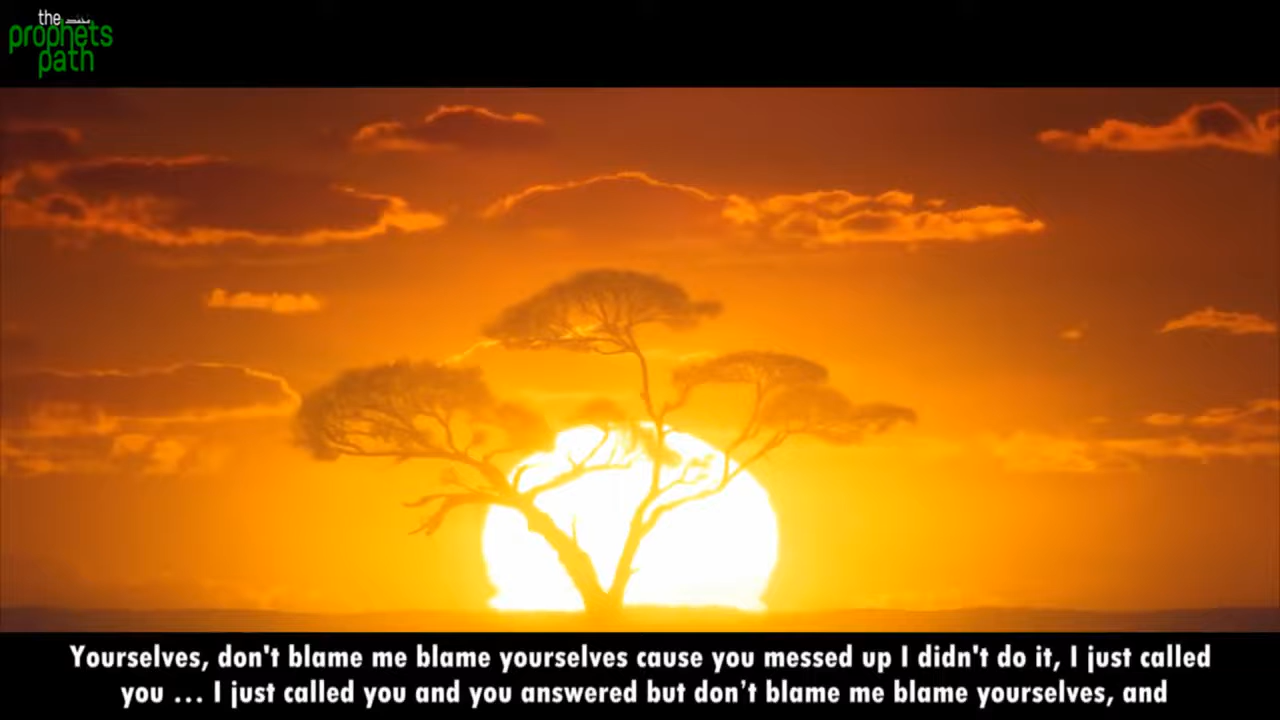 the
prophets
path
Yourselves, don't blame me blame yourselves cause you messed up I didn't do it, I just called
you ... I just called you and you answered but don’t blame me blame yourselves, and